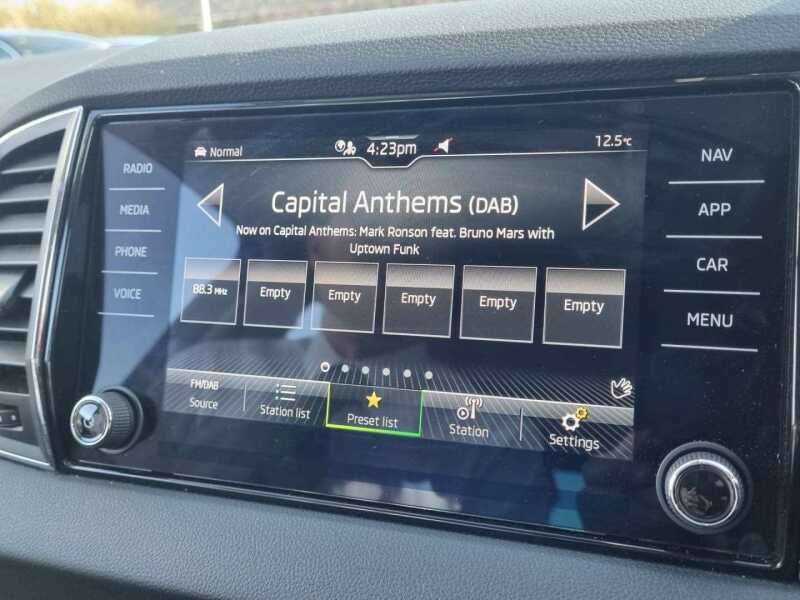 Normal
4:23pm
12.5°C
RADIO
MEDIA
PHONE
VOICE
NAV
APP
CAR
MENU
Capital Anthems (DAB)
Now on Capital Anthems: Mark Ronson feat. Bruno Mars with
Uptown Funk
88.3 MHz
Empty
Empty
Empty
Empty
Empty
FM/DAB
Source
Station list
Preset list
Station
Settings